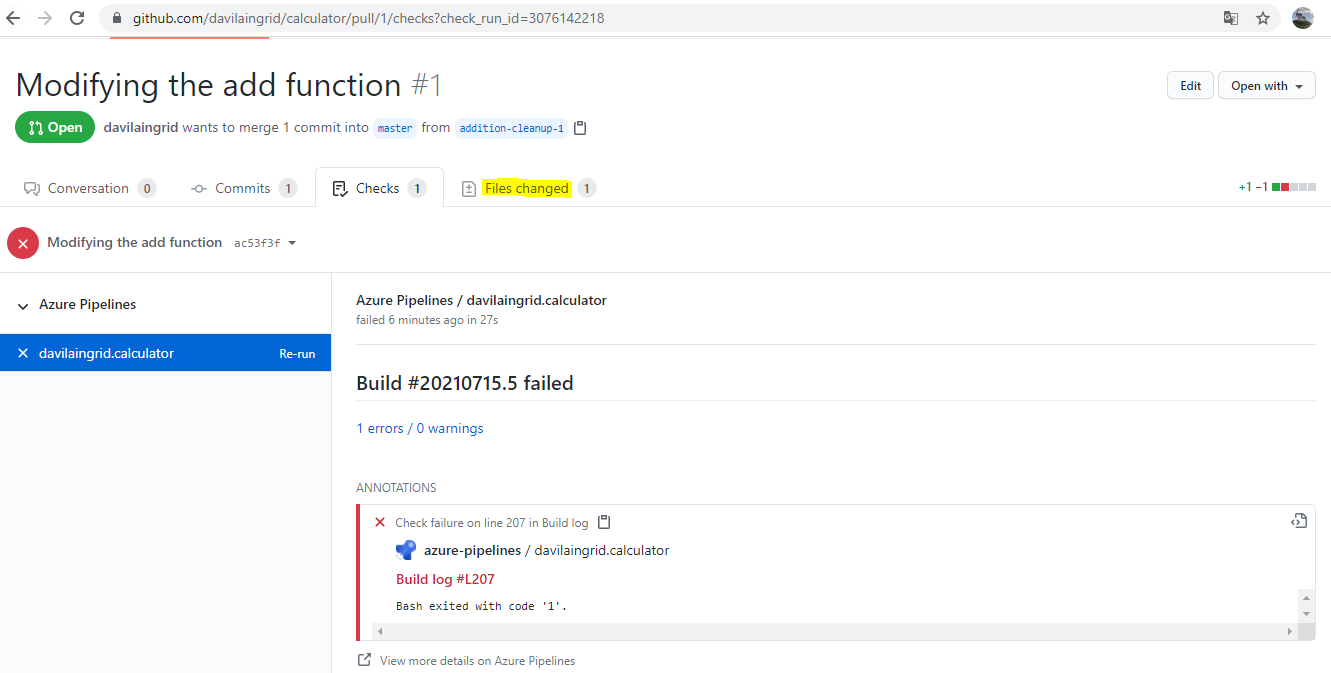 github.com/davilaingrid/calculator/pull/1/checks?check_run_id=3076142218
Modifying the add function #1
Edit
Open with
Open
davilaingrid wants to merge 1 commit into master from addition-cleanup-1
Conversation 0
Commits 1
Checks 1
Files changed 1
+1 −1
Modifying the add function ac53f3f
Azure Pipelines
davilaingrid.calculator
Re-run
Azure Pipelines / davilaingrid.calculator
failed 6 minutes ago in 27s
Build #20210715.5 failed
1 errors / 0 warnings
ANNOTATIONS
Check failure on line 207 in Build log
azure-pipelines / davilaingrid.calculator
Build log #L207
Bash exited with code '1'.
View more details on Azure Pipelines